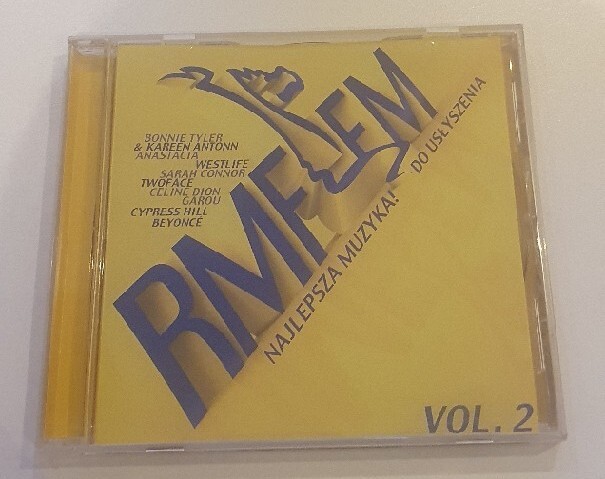 BONNIE TYLER
& KAREEN ANTONN
ANASTACIA
WESTLIFE
SARAH CONNOR
TWOFACE
CELINE DION
GAROU
CYPRESS HILL
BEYONCÉ
RMF FM
NAJLEPSZA MUZYKA!
DO USŁYSZENIA
VOL. 2